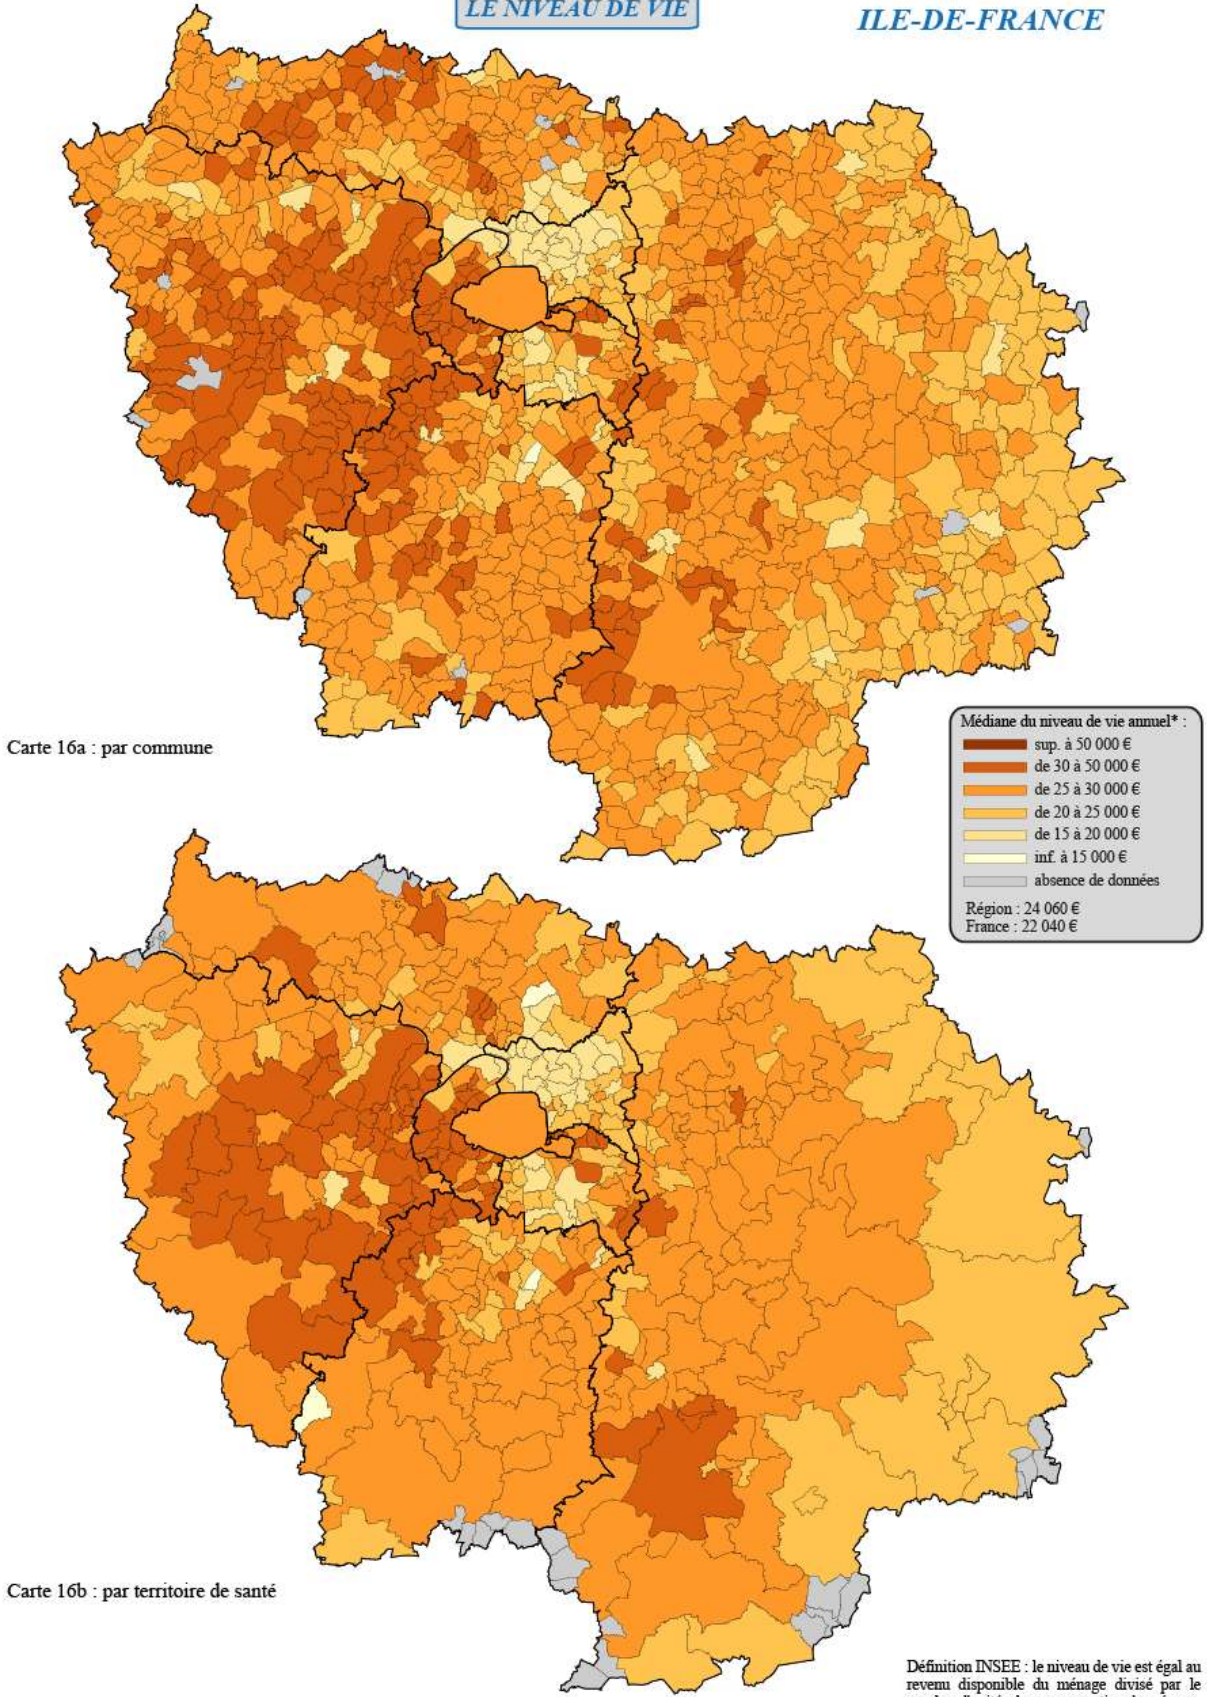 LE NIVEAU DE VIE
ILE-DE-FRANCE
Carte 16a : par commune
Médiane du niveau de vie annuel* :
sup. à 50 000 €
de 30 à 50 000 €
de 25 à 30 000 €
de 20 à 25 000 €
de 15 à 20 000 €
inf. à 15 000 €
absence de données
Région : 24 060 €
France : 22 040 €
Carte 16b : par territoire de santé
Définition INSEE : le niveau de vie est égal au
revenu disponible du ménage divisé par le